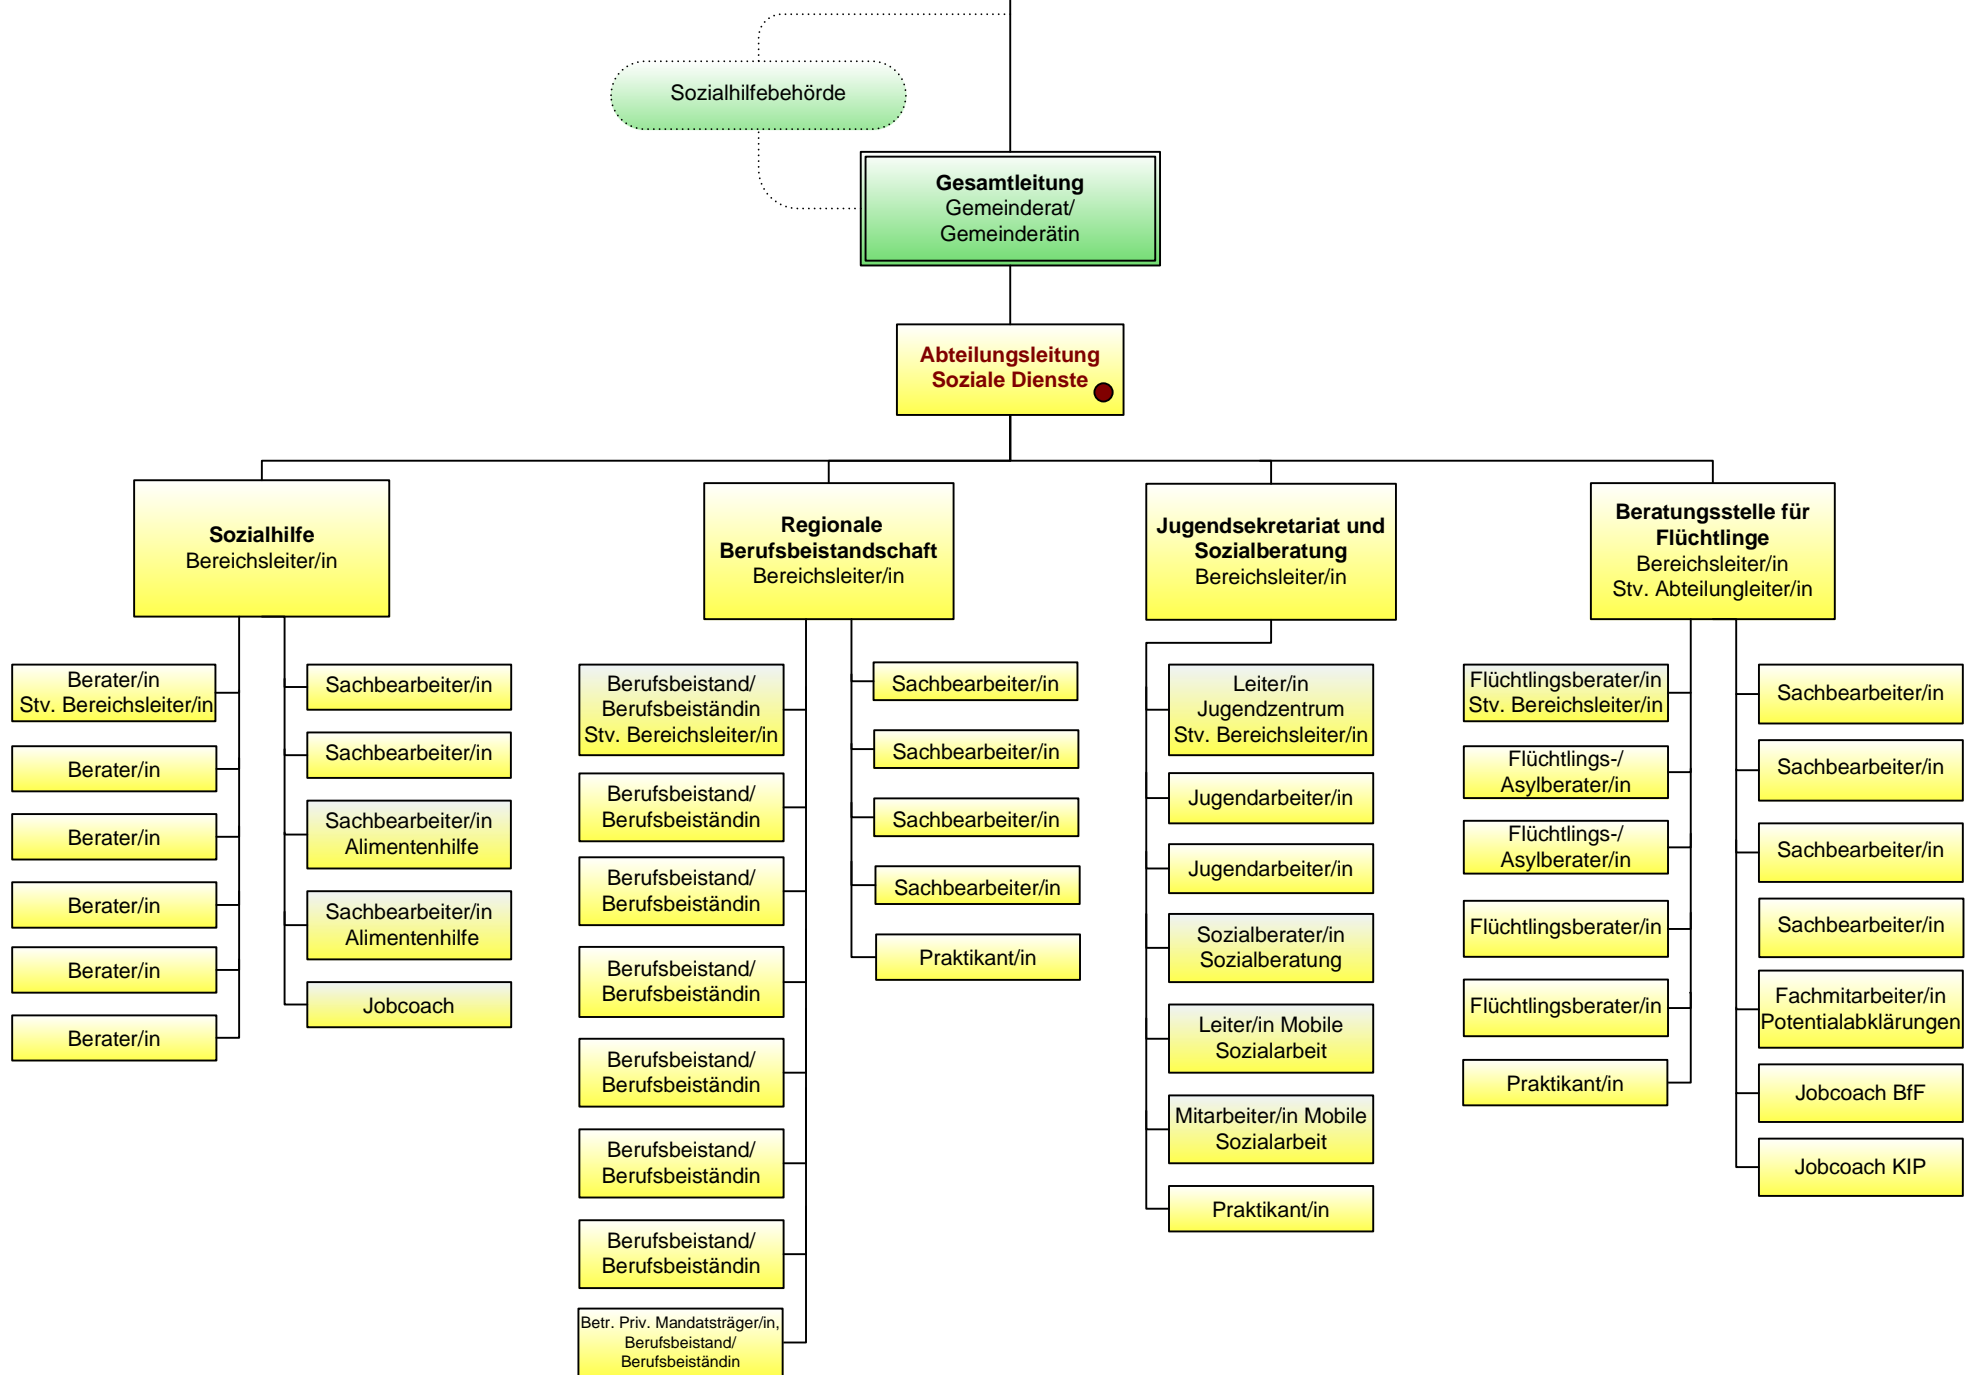 Sozialhilfebehörde
Gesamtleitung
Gemeinderat/
Gemeinderätin
Abteilungsleitung
Soziale Dienste
Sozialhilfe
Bereichsleiter/in
Berater/in
Stv. Bereichsleiter/in
Berater/in
Berater/in
Berater/in
Berater/in
Berater/in
Sachbearbeiter/in
Sachbearbeiter/in
Sachbearbeiter/in
Alimentenhilfe
Sachbearbeiter/in
Alimentenhilfe
Jobcoach
Regionale
Berufsbeistandschaft
Bereichsleiter/in
Berufsbeistand/
Berufsbeiständin
Stv. Bereichsleiter/in
Berufsbeistand/
Berufsbeiständin
Berufsbeistand/
Berufsbeiständin
Berufsbeistand/
Berufsbeiständin
Berufsbeistand/
Berufsbeiständin
Berufsbeistand/
Berufsbeiständin
Berufsbeistand/
Berufsbeiständin
Betr. Priv. Mandatsträger/in,
Berufsbeistand/
Berufsbeiständin
Sachbearbeiter/in
Sachbearbeiter/in
Sachbearbeiter/in
Sachbearbeiter/in
Praktikant/in
Jugendsekretariat und
Sozialberatung
Bereichsleiter/in
Leiter/in
Jugendzentrum
Stv. Bereichsleiter/in
Jugendarbeiter/in
Jugendarbeiter/in
Sozialberater/in
Sozialberatung
Leiter/in Mobile
Sozialarbeit
Mitarbeiter/in Mobile
Sozialarbeit
Praktikant/in
Beratungsstelle für
Flüchtlinge
Bereichsleiter/in
Stv. Abteilungleiter/in
Flüchtlingsberater/in
Stv. Bereichsleiter/in
Flüchtlings-/
Asylberater/in
Flüchtlings-/
Asylberater/in
Flüchtlingsberater/in
Flüchtlingsberater/in
Praktikant/in
Sachbearbeiter/in
Sachbearbeiter/in
Sachbearbeiter/in
Sachbearbeiter/in
Fachmitarbeiter/in
Potentialabklärungen
Jobcoach BfF
Jobcoach KIP